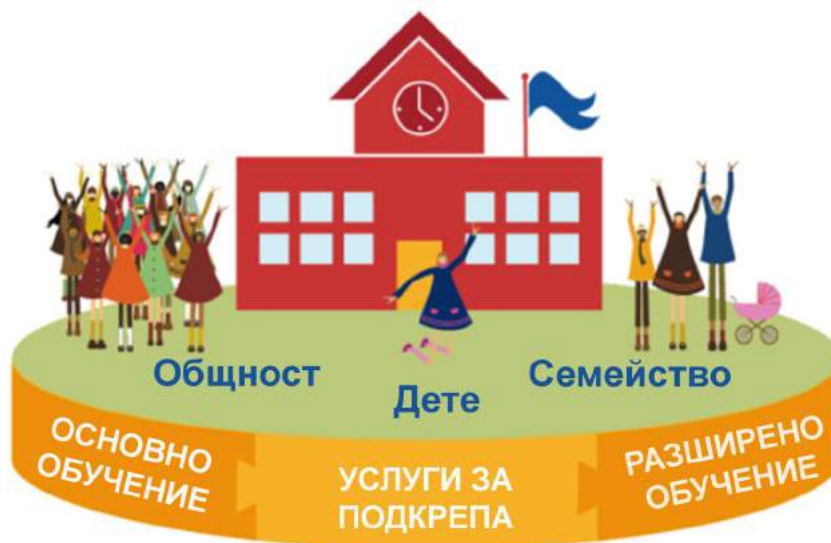 Общност
Дете
Семейство
ОСНОВНО
ОБУЧЕНИЕ
УСЛУГИ ЗА
ПОДКРЕПА
РАЗШИРЕНО
ОБУЧЕНИЕ